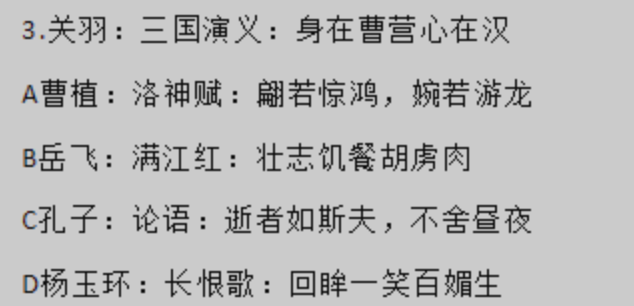 3.关羽：三国演义：身在曹营心在汉
A曹植：洛神赋：翩若惊鸿，婉若游龙
B岳飞：满江红：壮志饥餐胡虏肉
C孔子：论语：逝者如斯夫，不舍昼夜
D杨玉环：长恨歌：回眸一笑百媚生